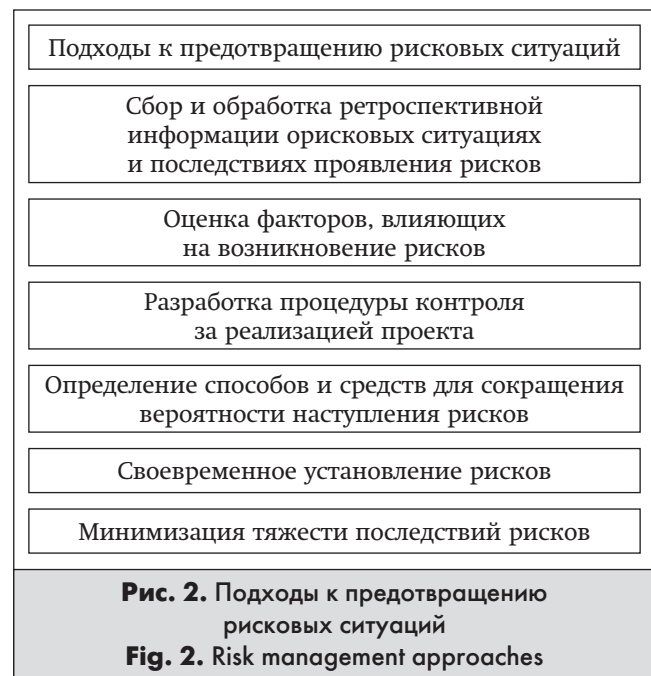 Подходы к предотвращению рисковых ситуаций
Сбор и обработка ретроспективной
информации орисковых ситуациях
и последствиях проявления рисков
Оценка факторов, влияющих
на возникновение рисков
Разработка процедуры контроля
за реализацией проекта
Определение способов и средств для сокращения
вероятности наступления рисков
Своевременное установление рисков
Минимизация тяжести последствий рисков
Рис. 2. Подходы к предотвращению
рисковых ситуаций
Fig. 2. Risk management approaches